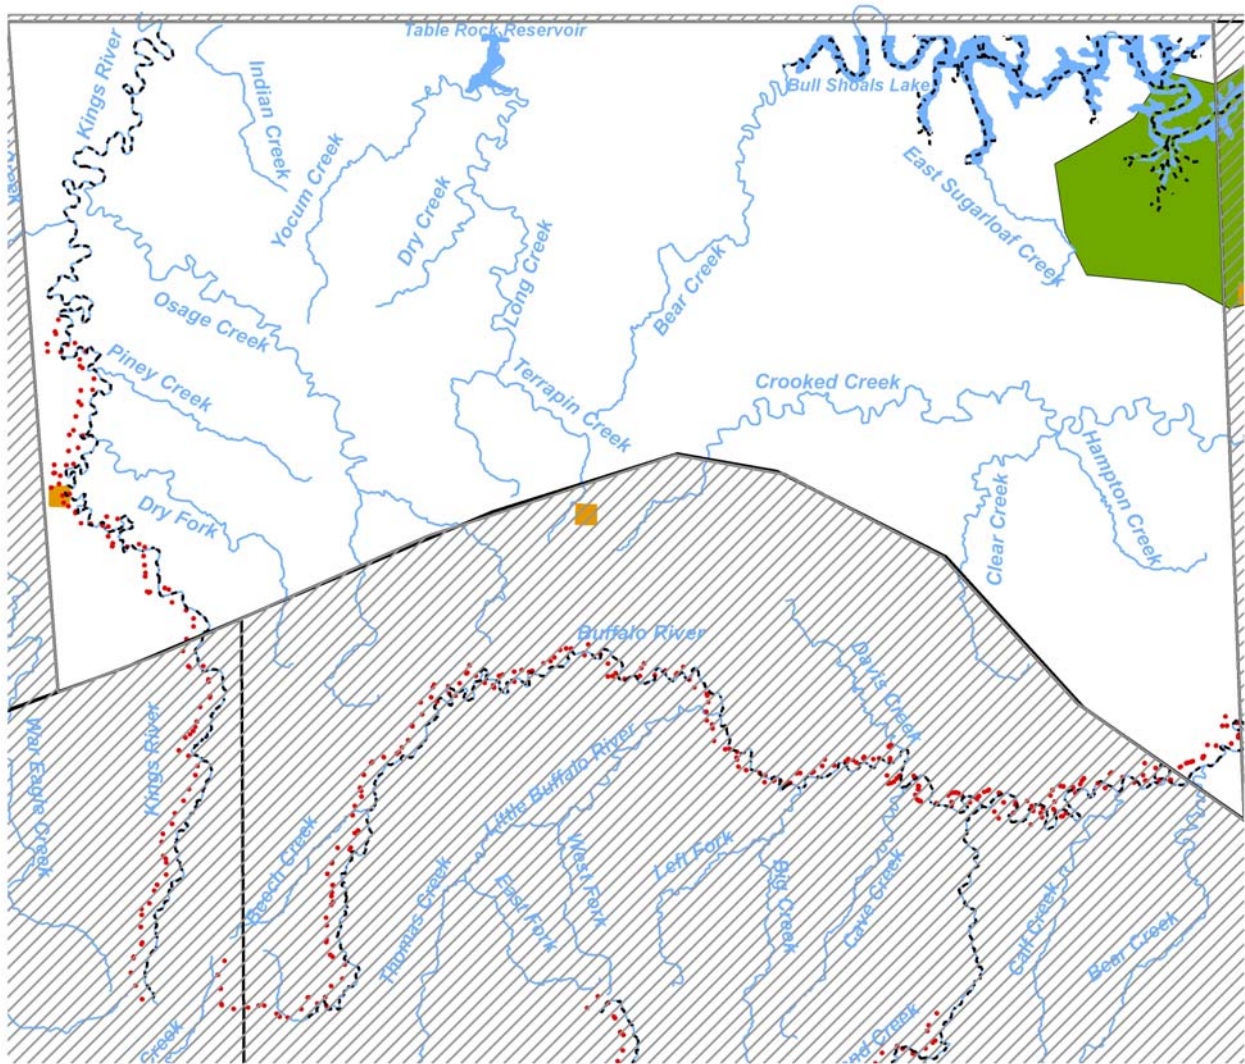 Table Rock Reservoir
Kings River
Indian Creek
Bull Shoals Lake
Yocum Creek
Dry Creek
East Sugarloaf Creek
Long Creek
Bear Creek
Osage Creek
Piney Creek
Terrapin Creek
Crooked Creek
Hampton Creek
Clear Creek
Dry Fork
Buffalo River
Davis Creek
War Eagle Creek
Kings River
Little Buffalo River
Beech Creek
Thomas Creek
East Fork
West Fork
Left Fork
Big Creek
Cave Creek
Calf Creek
Bear Creek
Creek
Creek